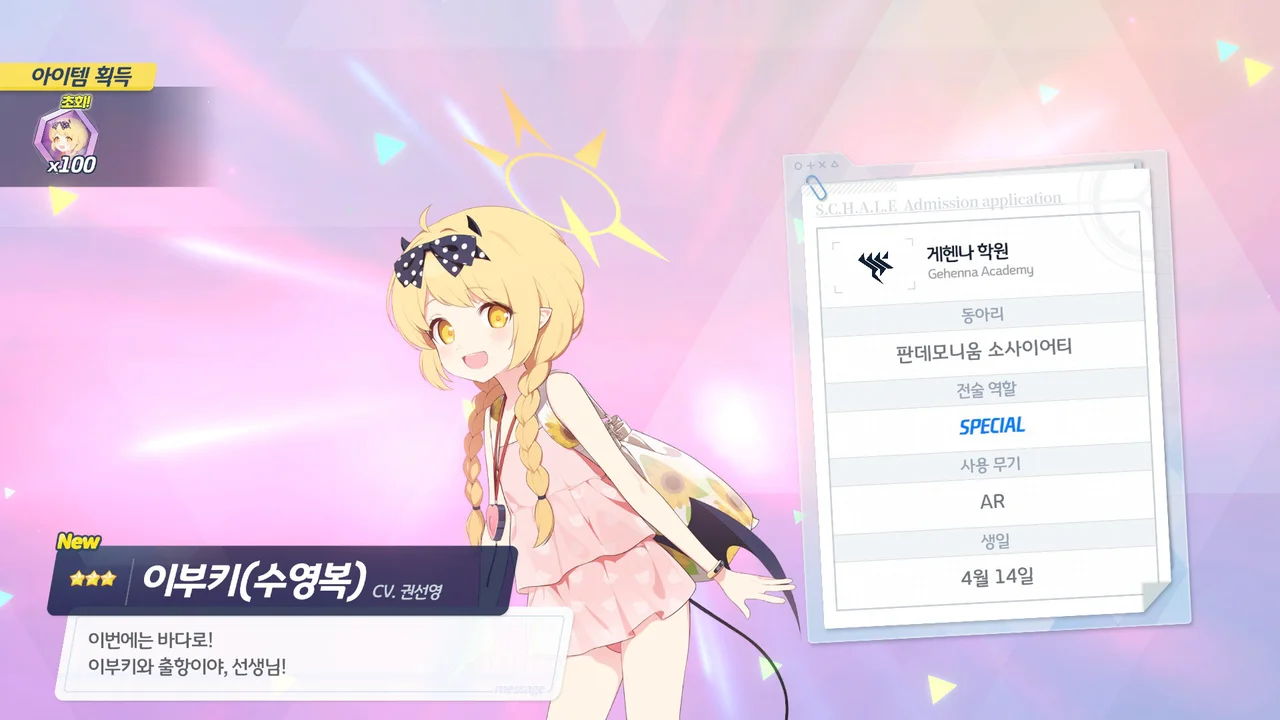 아이템 획득
초회!
x100
S.C.H.A.L.E Admission application
게헨나 학원
Gehenna Academy
동아리
판데모니움 소사이어티
전술 역할
SPECIAL
사용 무기
AR
생일
4월 14일
New
이부키(수영복) CV. 권선영
이번에는 바다로!
이부키와 출항이야, 선생님!
message